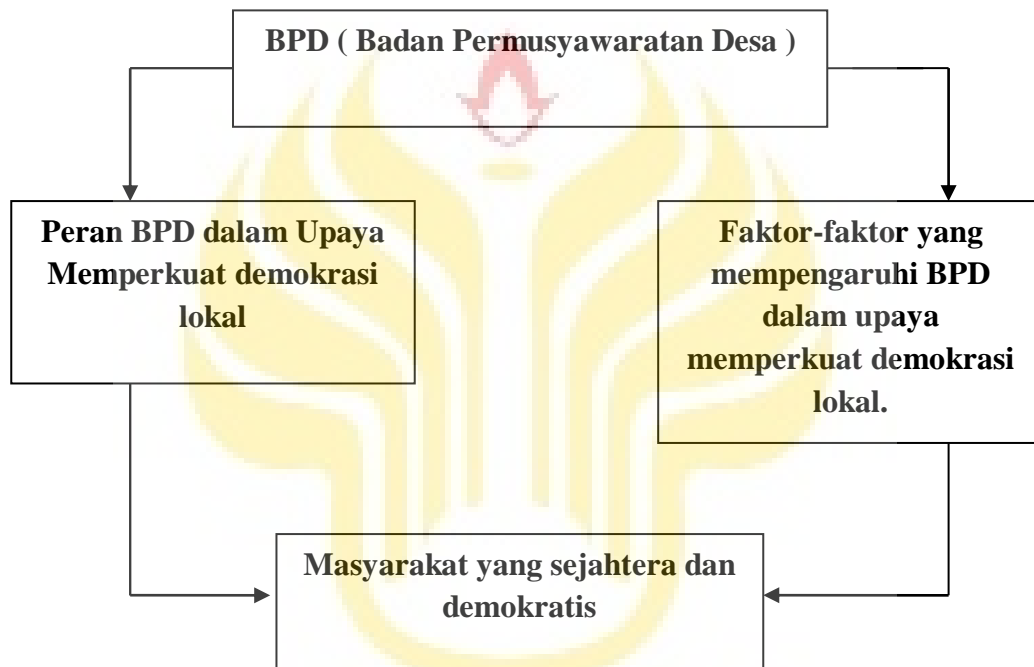 BPD ( Badan Permusyawaratan Desa )
Peran BPD dalam Upaya
Memperkuat demokrasi
lokal
Faktor-faktor yang
mempengaruhi BPD
dalam upaya
memperkuat demokrasi
lokal.
Masyarakat yang sejahtera dan
demokratis